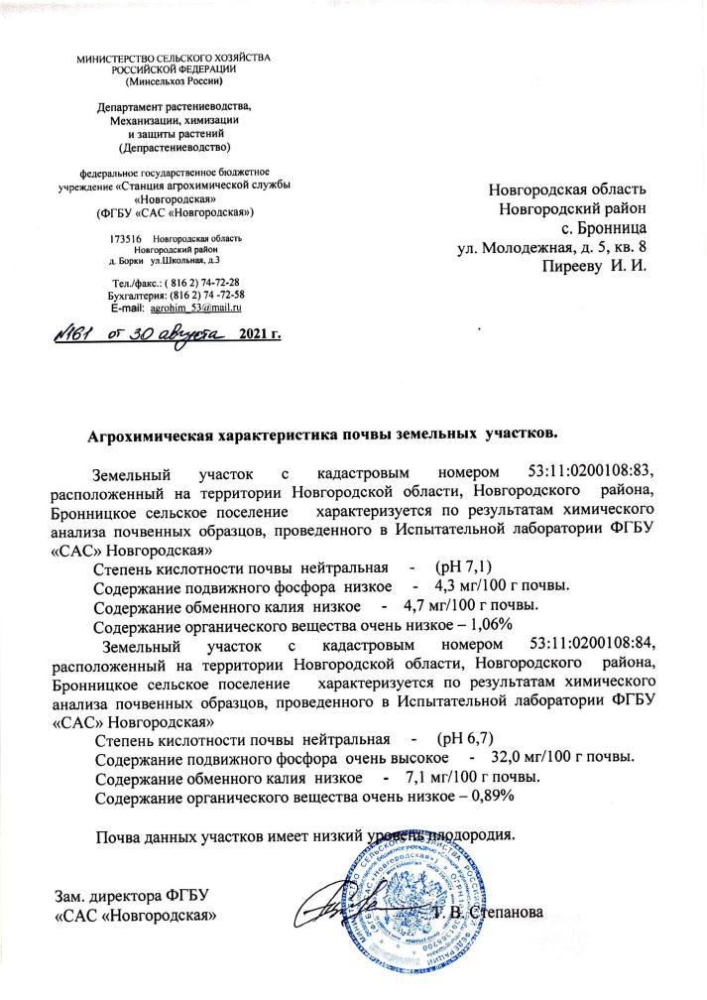 МИНИСТЕРСТВО СЕЛЬСКОГО ХОЗЯЙСТВА
РОССИЙСКОЙ ФЕДЕРАЦИИ
(Минсельхоз России)
Департамент растениеводства,
Механизации, химизации
и защиты растений
(Депрастениеводство)
федеральное государственное бюджетное
учреждение «Станция агрохимической службы
«Новгородская»
(ФГБУ «САС «Новгородская»)
173516 Новгородская область
Новгородский район
д. Борки ул.Школьная, д.3
Тел./факс.: ( 816 2) 74-72-28
Бухгалтерия: (816 2) 74 -72-58
E-mail: agrohim_53@mail.ru
№161 от 30 августа 2021 г.
Новгородская область
Новгородский район
с. Бронница
ул. Молодежная, д. 5, кв. 8
Пирееву И. И.
Агрохимическая характеристика почвы земельных участков.
Земельный участок с кадастровым номером 53:11:0200108:83,
расположенный на территории Новгородской области, Новгородского района,
Бронницкое сельское поселение характеризуется по результатам химического
анализа почвенных образцов, проведенного в Испытательной лаборатории ФГБУ
«САС» Новгородская»
Степень кислотности почвы нейтральная - (рН 7,1)
Содержание подвижного фосфора низкое - 4,3 мг/100 г почвы.
Содержание обменного калия низкое - 4,7 мг/100 г почвы.
Содержание органического вещества очень низкое – 1,06%
Земельный участок с кадастровым номером 53:11:0200108:84,
расположенный на территории Новгородской области, Новгородского района,
Бронницкое сельское поселение характеризуется по результатам химического
анализа почвенных образцов, проведенного в Испытательной лаборатории ФГБУ
«САС» Новгородская»
Степень кислотности почвы нейтральная - (рН 6,7)
Содержание подвижного фосфора очень высокое - 32,0 мг/100 г почвы.
Содержание обменного калия низкое - 7,1 мг/100 г почвы.
Содержание органического вещества очень низкое – 0,89%
Почва данных участков имеет низкий уровень плодородия.
Зам. директора ФГБУ
«САС «Новгородская»
Т. В. Степанова
МИНИСТЕРСТВО СЕЛЬСКОГО ХОЗЯЙСТВА РОССИЙСКОЙ ФЕДЕРАЦИИ